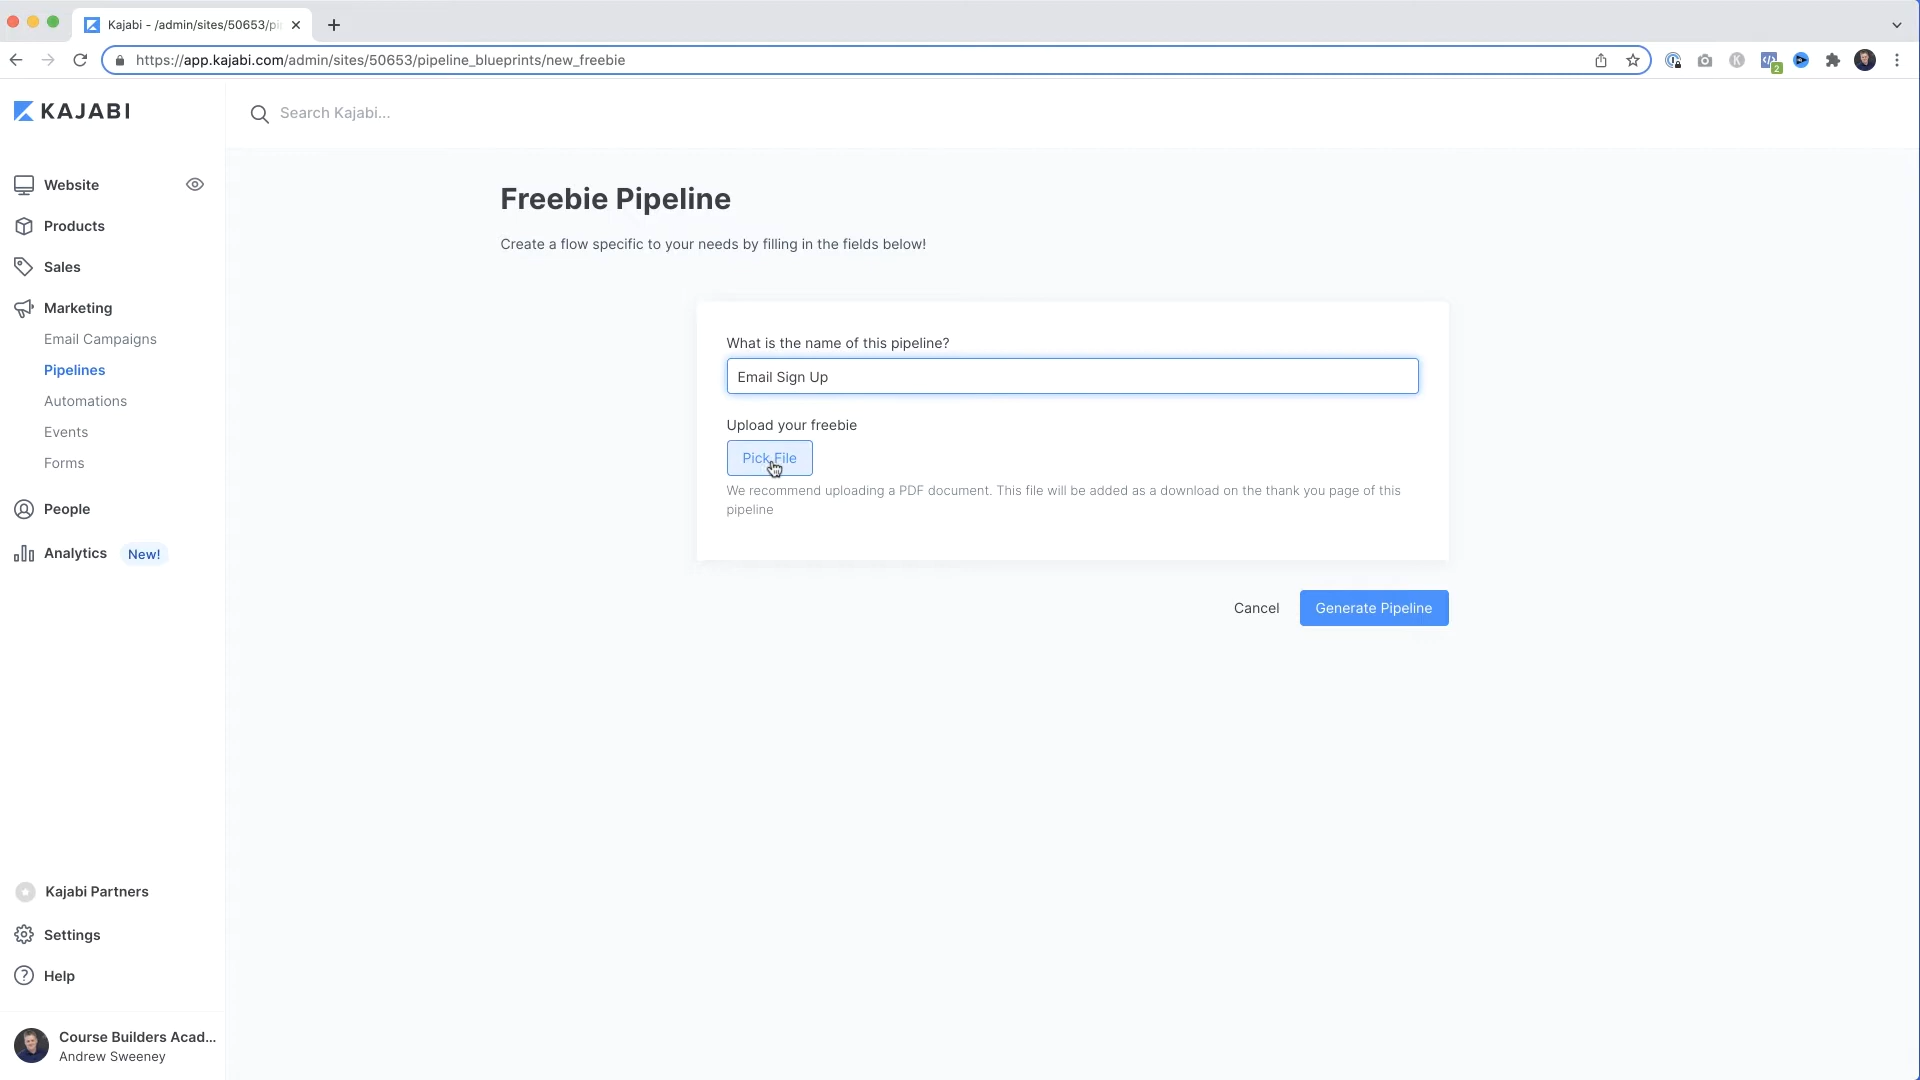 Kajabi - /admin/sites/50653/pi
https://app.kajabi.com/admin/sites/50653/pipeline_blueprints/new_freebie
2
KAJABI
Search Kajabi...
Website
Products
Sales
Marketing
Email Campaigns
Pipelines
Automations
Events
Forms
People
Analytics New!
Kajabi Partners
Settings
Help
Course Builders Acad...
Andrew Sweeney
Freebie Pipeline
Create a flow specific to your needs by filling in the fields below!
What is the name of this pipeline?
Email Sign Up
Upload your freebie
Pick File
We recommend uploading a PDF document. This file will be added as a download on the thank you page of this
pipeline
Cancel
Generate Pipeline